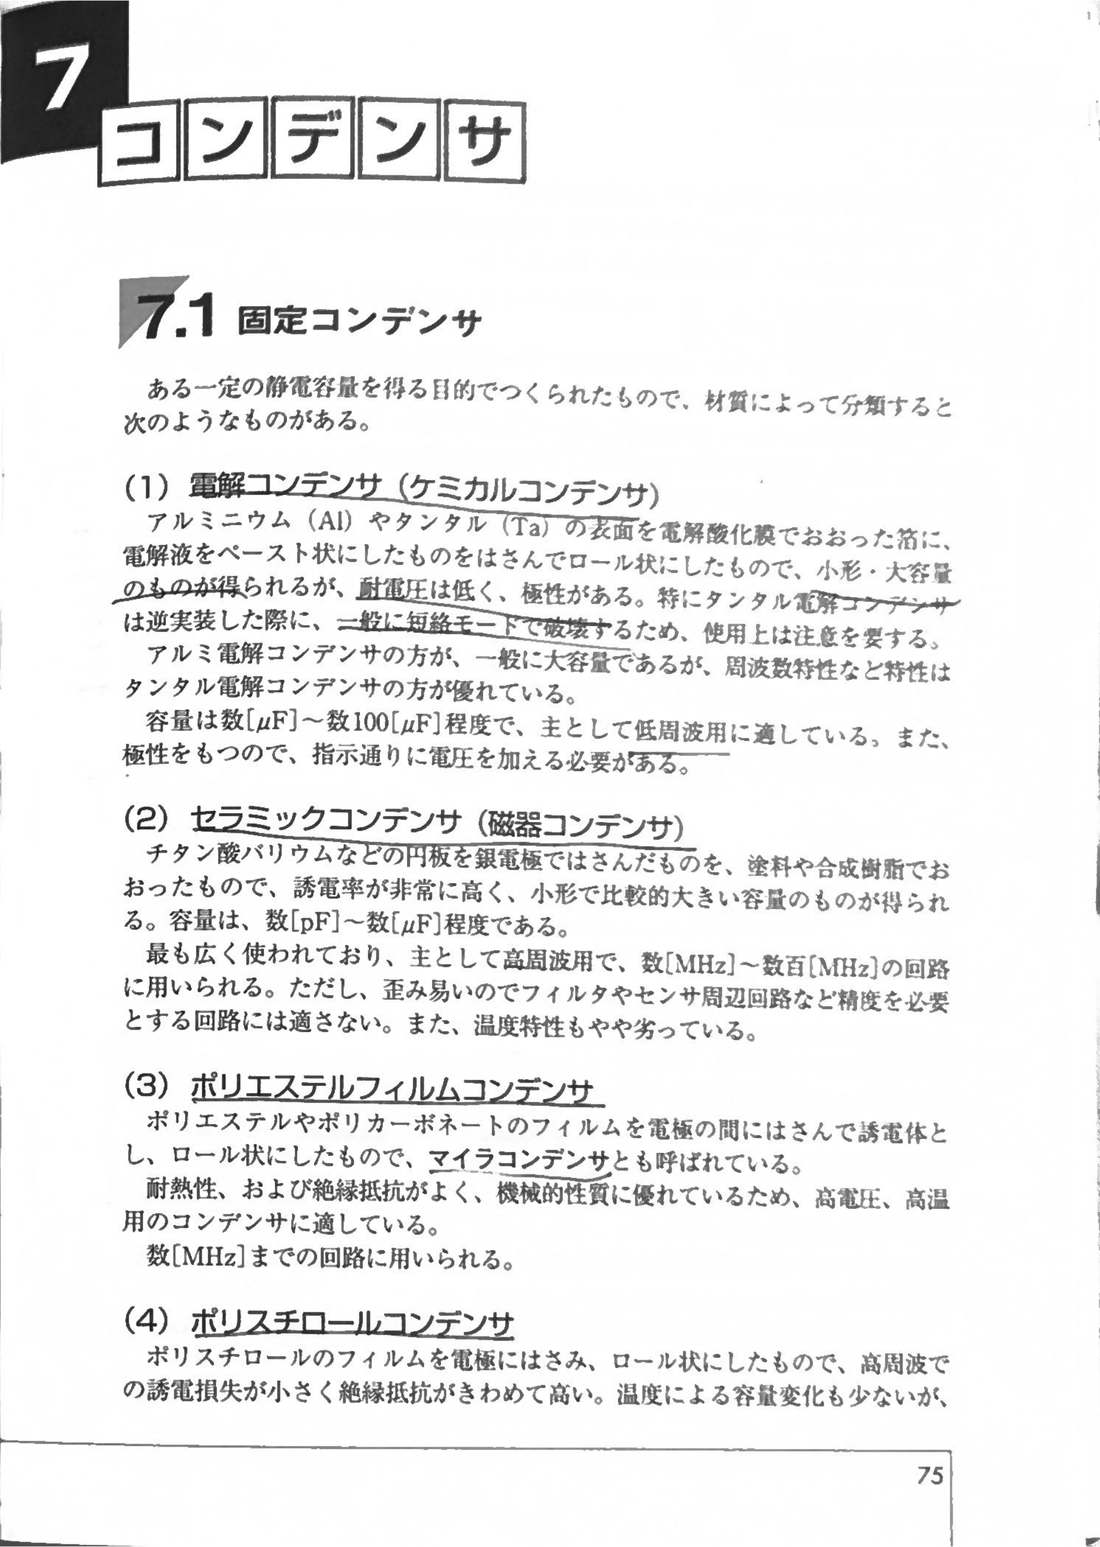 7
コンデンサ
7.1 固定コンデンサ
ある一定の静電容量を得る目的でつくられたもので、材質によって分類すると
次のようなものがある。
(1) 電解コンデンサ (ケミカルコンデンサ)
アルミニウム (Al) やタンタル (Ta) の表面を電解酸化膜でおおった箔に、
電解液をペースト状にしたものをはさんでロール状にしたもので、小形・大容量
のものが得られるが、耐電圧は低く、極性がある。特にタンタル電解コンデンサ
は逆実装した際に、一般に短絡モードで破壊するため、使用上は注意を要する。
アルミ電解コンデンサの方が、一般に大容量であるが、周波数特性など特性は
タンタル電解コンデンサの方が優れている。
容量は数[μF]〜数100[μF]程度で、主として低周波用に適している。また、
極性をもつので、指示通りに電圧を加える必要がある。
(2) セラミックコンデンサ (磁器コンデンサ)
チタン酸バリウムなどの円板を銀電極ではさんだものを、塗料や合成樹脂でお
おったもので、誘電率が非常に高く、小形で比較的大きい容量のものが得られ
る。容量は、数[pF]〜数[μF]程度である。
最も広く使われており、主として高周波用で、数[MHz]〜数百[MHz]の回路
に用いられる。ただし、歪み易いのでフィルタやセンサ周辺回路など精度を必要
とする回路には適さない。また、温度特性もやや劣っている。
(3) ポリエステルフィルムコンデンサ
ポリエステルやポリカーボネートのフィルムを電極の間にはさんで誘電体と
し、ロール状にしたもので、マイラコンデンサとも呼ばれている。
耐熱性、および絶縁抵抗がよく、機械的性質に優れているため、高電圧、高温
用のコンデンサに適している。
数[MHz]までの回路に用いられる。
(4) ポリスチロールコンデンサ
ポリスチロールのフィルムを電極にはさみ、ロール状にしたもので、高周波で
の誘電損失が小さく絶縁抵抗がきわめて高い。温度による容量変化も少ないが、
75